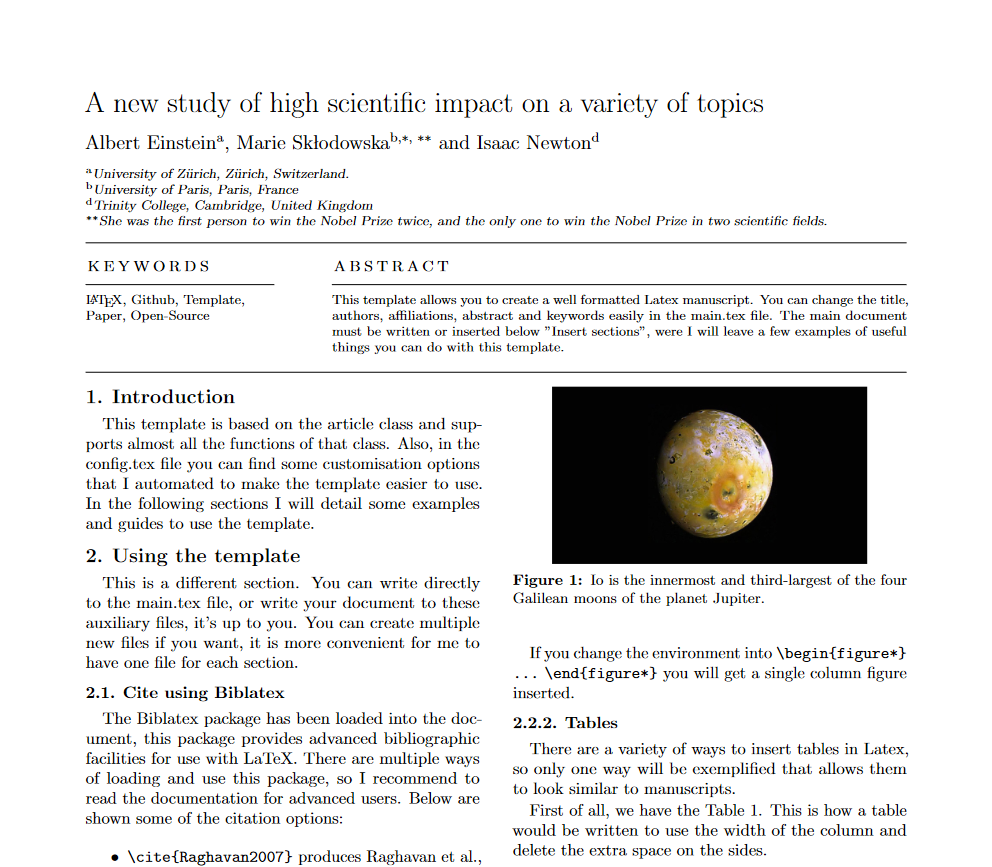 A new study of high scientific impact on a variety of topics
Albert Einsteinᵃ, Marie Skłodowskaᵇ,*, ** and Isaac Newtonᵈ
ᵃUniversity of Zürich, Zürich, Switzerland.
ᵇUniversity of Paris, Paris, France
ᵈTrinity College, Cambridge, United Kingdom
**She was the first person to win the Nobel Prize twice, and the only one to win the Nobel Prize in two scientific fields.
KEYWORDS
LATEX, Github, Template,
Paper, Open-Source
ABSTRACT
This template allows you to create a well formatted Latex manuscript. You can change the title,
authors, affiliations, abstract and keywords easily in the main.tex file. The main document
must be written or inserted below ”Insert sections”, were I will leave a few examples of useful
things you can do with this template.
1. Introduction
This template is based on the article class and sup-
ports almost all the functions of that class. Also, in the
config.tex file you can find some customisation options
that I automated to make the template easier to use.
In the following sections I will detail some examples
and guides to use the template.
2. Using the template
This is a different section. You can write directly
to the main.tex file, or write your document to these
auxiliary files, it's up to you. You can create multiple
new files if you want, it is more convenient for me to
have one file for each section.
2.1. Cite using Biblatex
The Biblatex package has been loaded into the doc-
ument, this package provides advanced bibliographic
facilities for use with LaTeX. There are multiple ways
of loading and use this package, so I recommend to
read the documentation for advanced users. Below are
shown some of the citation options:
• \cite{Raghavan2007} produces Raghavan et al.,
Figure 1: Io is the innermost and third-largest of the four
Galilean moons of the planet Jupiter.
If you change the environment into \begin{figure*}
... \end{figure*} you will get a single column figure
inserted.
2.2.2. Tables
There are a variety of ways to insert tables in Latex,
so only one way will be exemplified that allows them
to look similar to manuscripts.
First of all, we have the Table 1. This is how a table
would be written to use the width of the column and
delete the extra space on the sides.